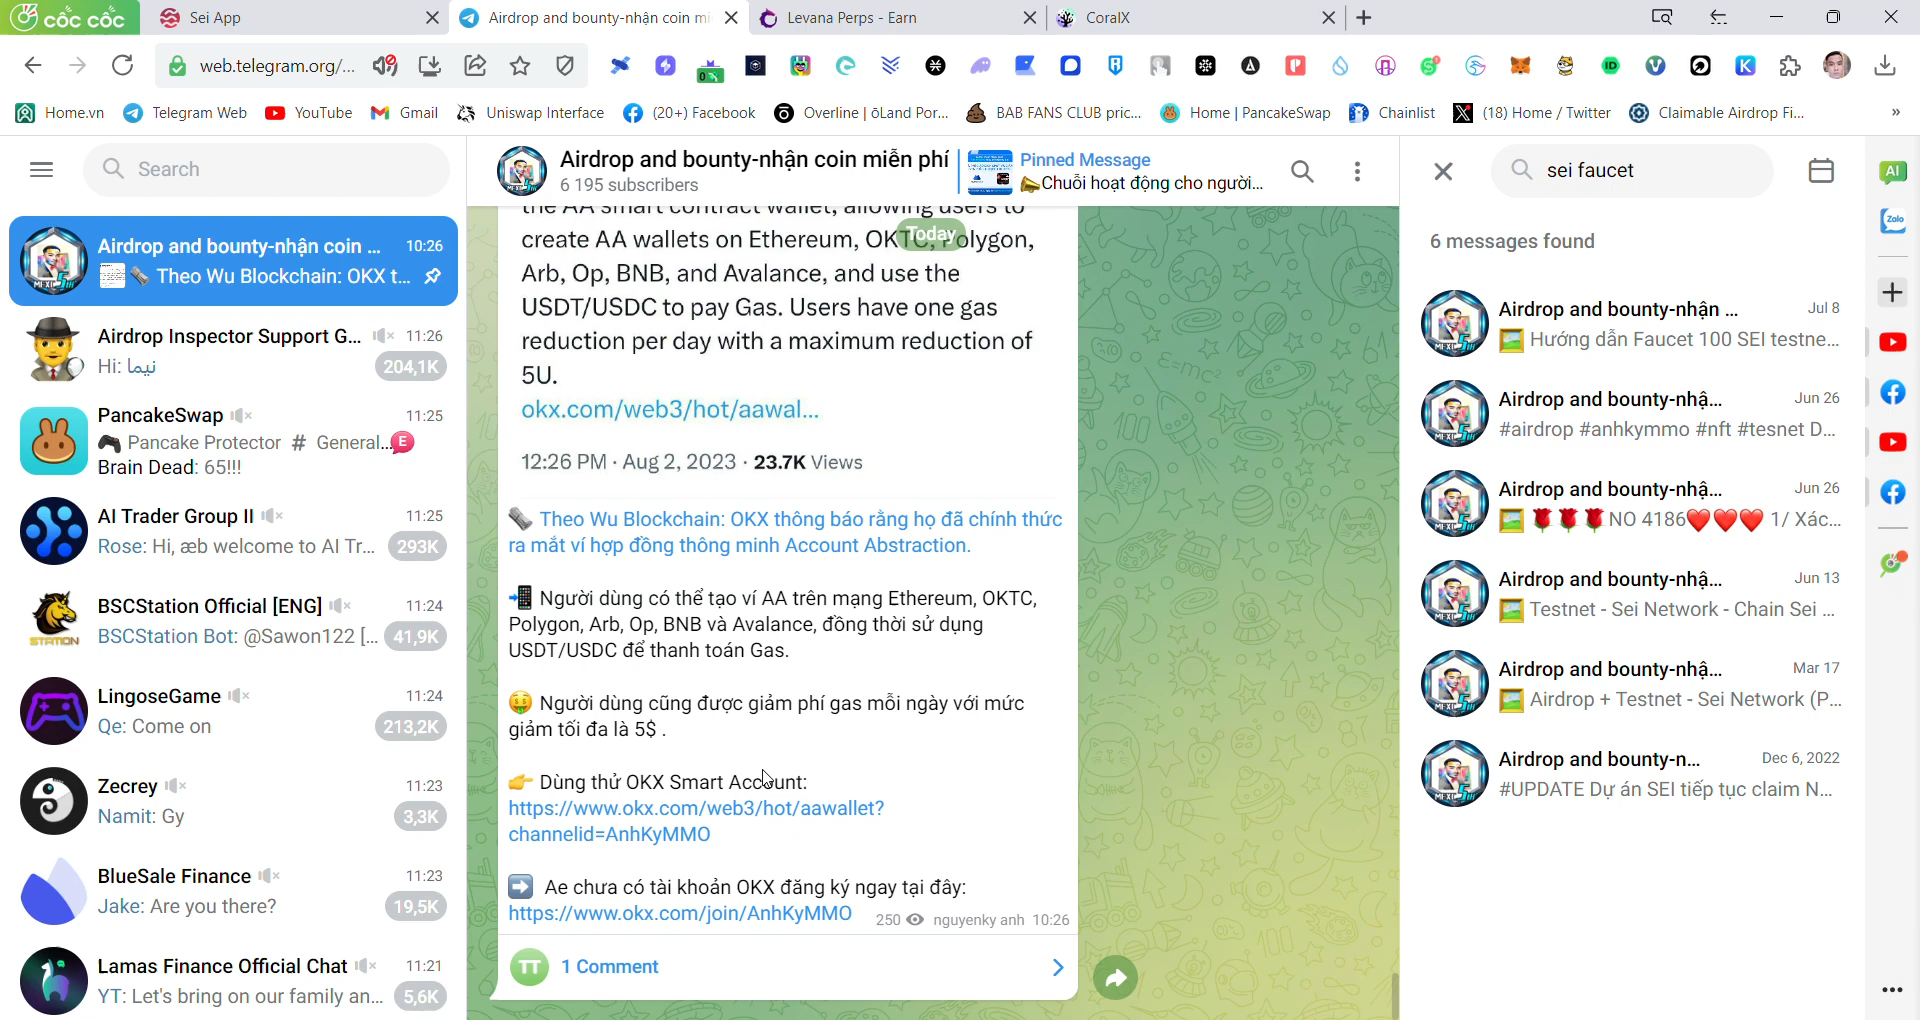 cốc cốc
Sei App
Airdrop and bounty-nhận coin mi
Levana Perps - Earn
CoralX
web.telegram.org/...
Home.vn
Telegram Web
YouTube
Gmail
Uniswap Interface
(20+) Facebook
Overline | ōLand Por...
BAB FANS CLUB pric...
Home | PancakeSwap
Chainlist
(18) Home / Twitter
Claimable Airdrop Fi...
»
Search
Airdrop and bounty-nhận coin ... 10:26
Theo Wu Blockchain: OKX t...
Airdrop Inspector Support G... 11:26
Hi: نیما 204,1K
PancakeSwap 11:25
Pancake Protector # General... E
Brain Dead: 65!!!
AI Trader Group II 11:25
Rose: Hi, æb welcome to AI Tr... 293K
BSCStation Official [ENG] 11:24
BSCStation Bot: @Sawon122 [... 41,9K
STATION
LingoseGame 11:24
Qe: Come on 213,2K
Zecrey 11:23
Namit: Gy 3,3K
BlueSale Finance 11:23
Jake: Are you there? 19,5K
Lamas Finance Official Chat 11:21
YT: Let's bring on our family an... 5,6K
Airdrop and bounty-nhận coin miễn phí
6 195 subscribers
Pinned Message
Chuỗi hoạt động cho người...
Today
the AA smart contract wallet, allowing users to
create AA wallets on Ethereum, OKTC, Polygon,
Arb, Op, BNB, and Avalance, and use the
USDT/USDC to pay Gas. Users have one gas
reduction per day with a maximum reduction of
5U.
okx.com/web3/hot/aawal...
12:26 PM · Aug 2, 2023 · 23.7K Views
Theo Wu Blockchain: OKX thông báo rằng họ đã chính thức
ra mắt ví hợp đồng thông minh Account Abstraction.
Người dùng có thể tạo ví AA trên mạng Ethereum, OKTC,
Polygon, Arb, Op, BNB và Avalance, đồng thời sử dụng
USDT/USDC để thanh toán Gas.
Người dùng cũng được giảm phí gas mỗi ngày với mức
giảm tối đa là 5$ .
Dùng thử OKX Smart Account:
https://www.okx.com/web3/hot/aawallet?
channelid=AnhKyMMO
Ae chưa có tài khoản OKX đăng ký ngay tại đây:
https://www.okx.com/join/AnhKyMMO 250 nguyenky anh 10:26
TT 1 Comment
sei faucet
6 messages found
Airdrop and bounty-nhận ... Jul 8
Hướng dẫn Faucet 100 SEI testne...
Airdrop and bounty-nhậ... Jun 26
#airdrop #anhkymmo #nft #tesnet D...
Airdrop and bounty-nhậ... Jun 26
NO 4186 1/ Xác...
Airdrop and bounty-nhậ... Jun 13
Testnet - Sei Network - Chain Sei ...
Airdrop and bounty-nhậ... Mar 17
Airdrop + Testnet - Sei Network (P...
Airdrop and bounty-n... Dec 6, 2022
#UPDATE Dự án SEI tiếp tục claim N...
AI
Zalo